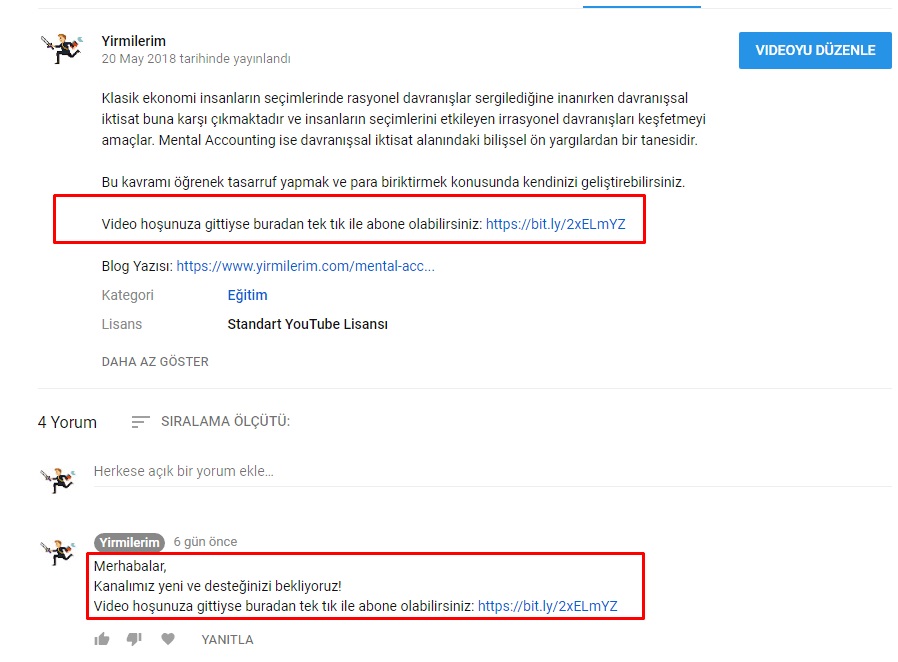 Yirmilerim
20 May 2018 tarihinde yayınlandı
VIDEOYU DÜZENLE
Klasik ekonomi insanların seçimlerinde rasyonel davranışlar sergilediğine inanırken davranışsal
iktisat buna karşı çıkmaktadır ve insanların seçimlerini etkileyen irrasyonel davranışları keşfetmeyi
amaçlar. Mental Accounting ise davranışsal iktisat alanındaki bilişsel ön yargılardan bir tanesidir.
Bu kavramı öğrenek tasarruf yapmak ve para biriktirmek konusunda kendinizi geliştirebilirsiniz.
Video hoşunuza gittiyse buradan tek tık ile abone olabilirsiniz: https://bit.ly/2xELmYZ
Blog Yazısı: https://www.yirmilerim.com/mental-acc...
Kategori Eğitim
Lisans Standart YouTube Lisansı
DAHA AZ GÖSTER
4 Yorum SIRALAMA ÖLÇÜTÜ:
Herkese açık bir yorum ekle...
Yirmilerim 6 gün önce
Merhabalar,
Kanalımız yeni ve desteğinizi bekliyoruz!
Video hoşunuza gittiyse buradan tek tık ile abone olabilirsiniz: https://bit.ly/2xELmYZ
YANITLA